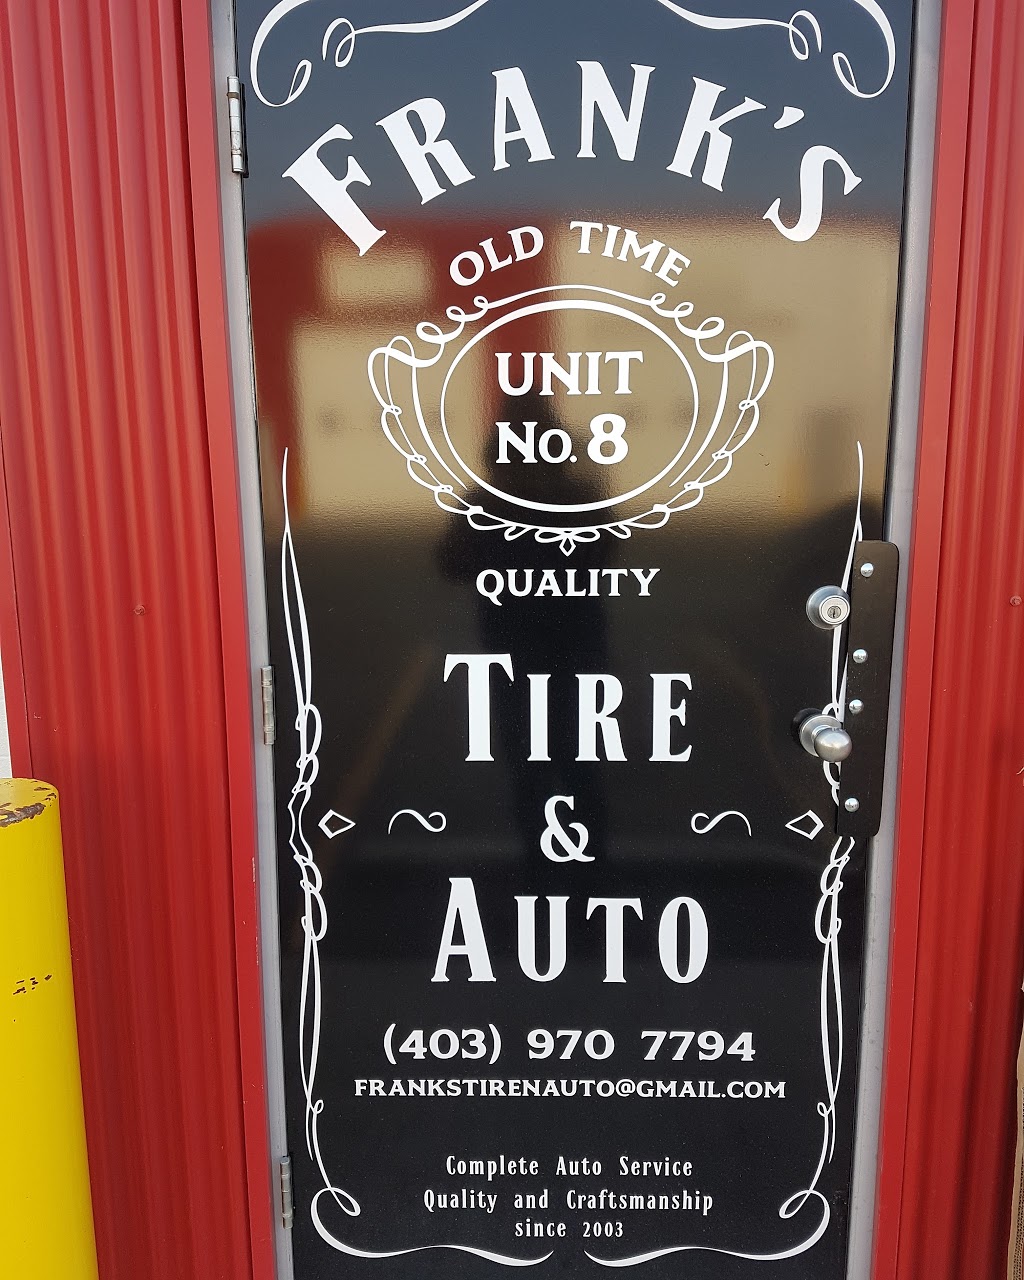 FRANK'S
OLD TIME
UNIT
No. 8
QUALITY
TIRE
&
AUTO
(403) 970 7794
FRANKSTIRENAUTO@GMAIL.COM
Complete Auto Service
Quality and Craftsmanship
since 2003